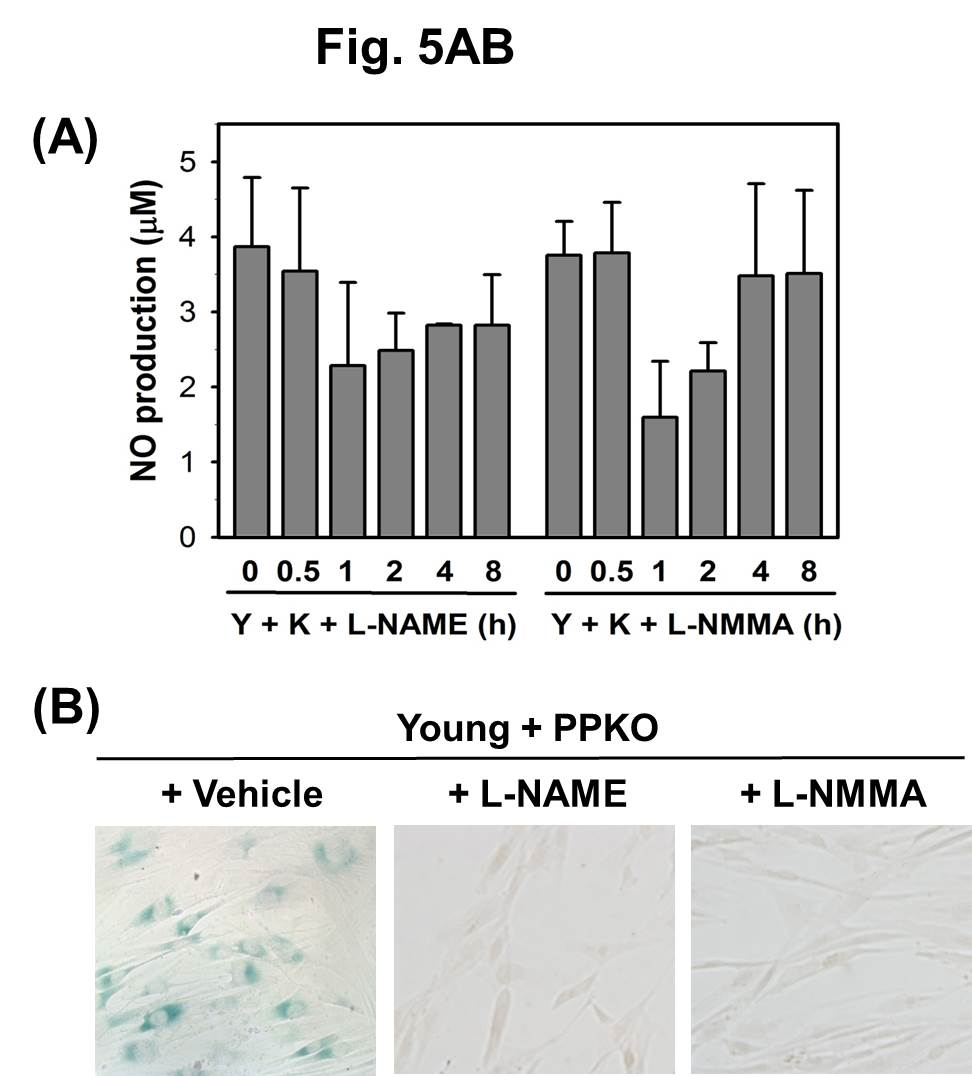 Fig. 5AB
(A)
NO production (μM)
5
4
3
2
1
0
0 0.5 1 2 4 8 0 0.5 1 2 4 8
Y + K + L-NAME (h) Y + K + L-NMMA (h)
(B)
Young + PPKO
+ Vehicle + L-NAME + L-NMMA